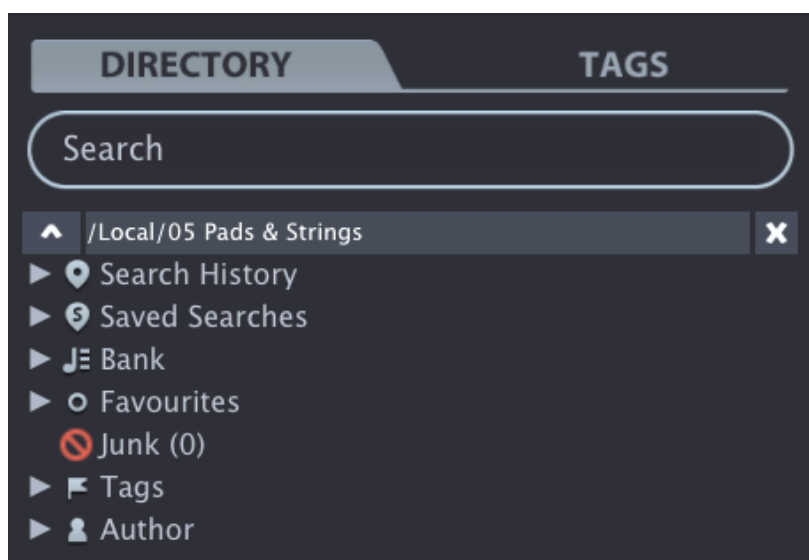 DIRECTORY TAGS
Search
/Local/05 Pads & Strings
Search History
Saved Searches
Bank
Favourites
Junk (0)
Tags
Author